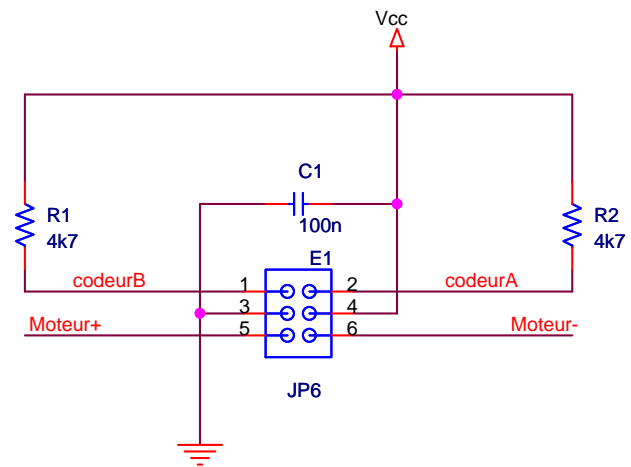 Vcc
C1
100n
R1
4k7
R2
4k7
E1
codeurB
1
2
codeurA
3
4
Moteur+
5
6
Moteur-
JP6